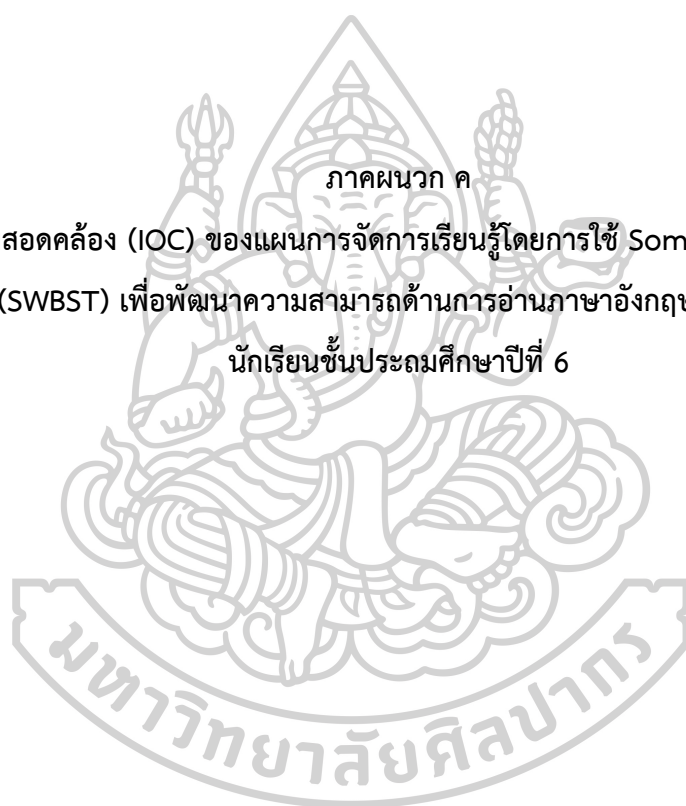 ภาคผนวก ค
สอดคล้อง (IOC) ของแผนการจัดการเรียนรู้โดยการใช้ Som
(SWBST) เพื่อพัฒนาความสามารถด้านการอ่านภาษาอังกฤษ
นักเรียนชั้นประถมศึกษาปีที่ 6
มหาวิทยาลัยศิลปากร